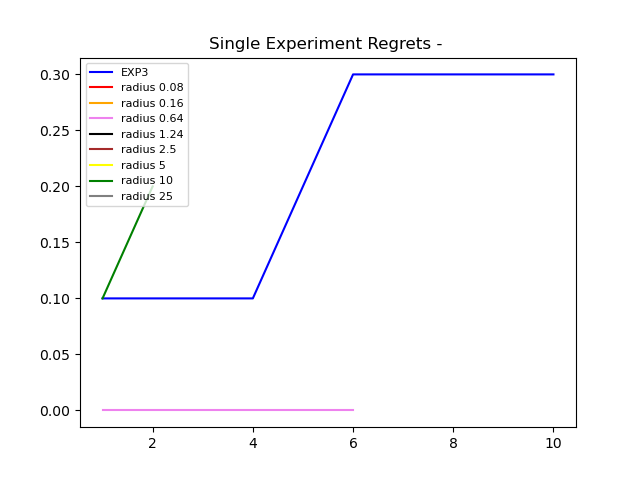 Single Experiment Regrets -
0.30
0.25
0.20
0.15
0.10
0.05
0.00
EXP3
radius 0.08
radius 0.16
radius 0.64
radius 1.24
radius 2.5
radius 5
radius 10
radius 25
2
4
6
8
10